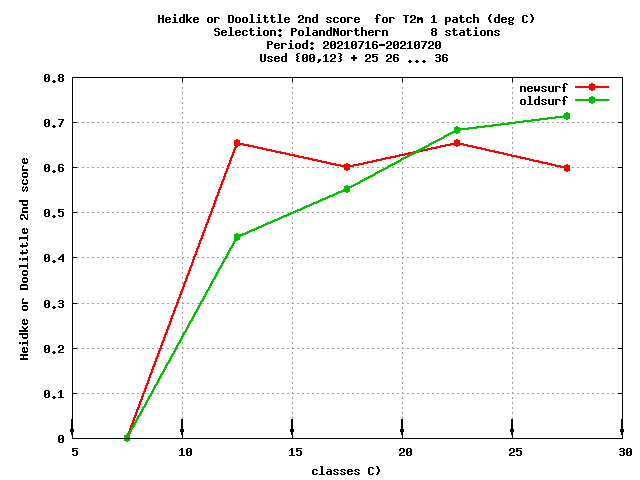 Heidke or Doolittle 2nd score  for T2m 1 patch (deg C)
Selection: PolandNorthern      8 stations
Period: 20210716-20210720
Used {00,12} + 25 26 ... 36
newsurf
oldsurf
Heidke or Doolittle 2nd score
0.8
0.7
0.6
0.5
0.4
0.3
0.2
0.1
0
5 10 15 20 25 30
classes C)